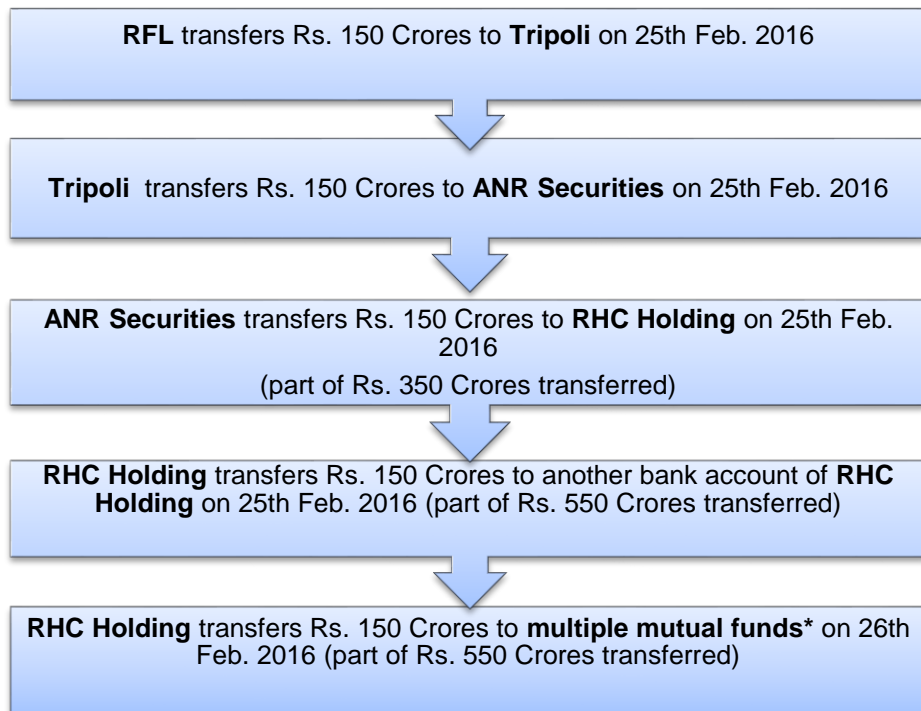 RFL transfers Rs. 150 Crores to Tripoli on 25th Feb. 2016
Tripoli transfers Rs. 150 Crores to ANR Securities on 25th Feb. 2016
ANR Securities transfers Rs. 150 Crores to RHC Holding on 25th Feb.
2016
(part of Rs. 350 Crores transferred)
RHC Holding transfers Rs. 150 Crores to another bank account of RHC
Holding on 25th Feb. 2016 (part of Rs. 550 Crores transferred)
RHC Holding transfers Rs. 150 Crores to multiple mutual funds* on 26th
Feb. 2016 (part of Rs. 550 Crores transferred)